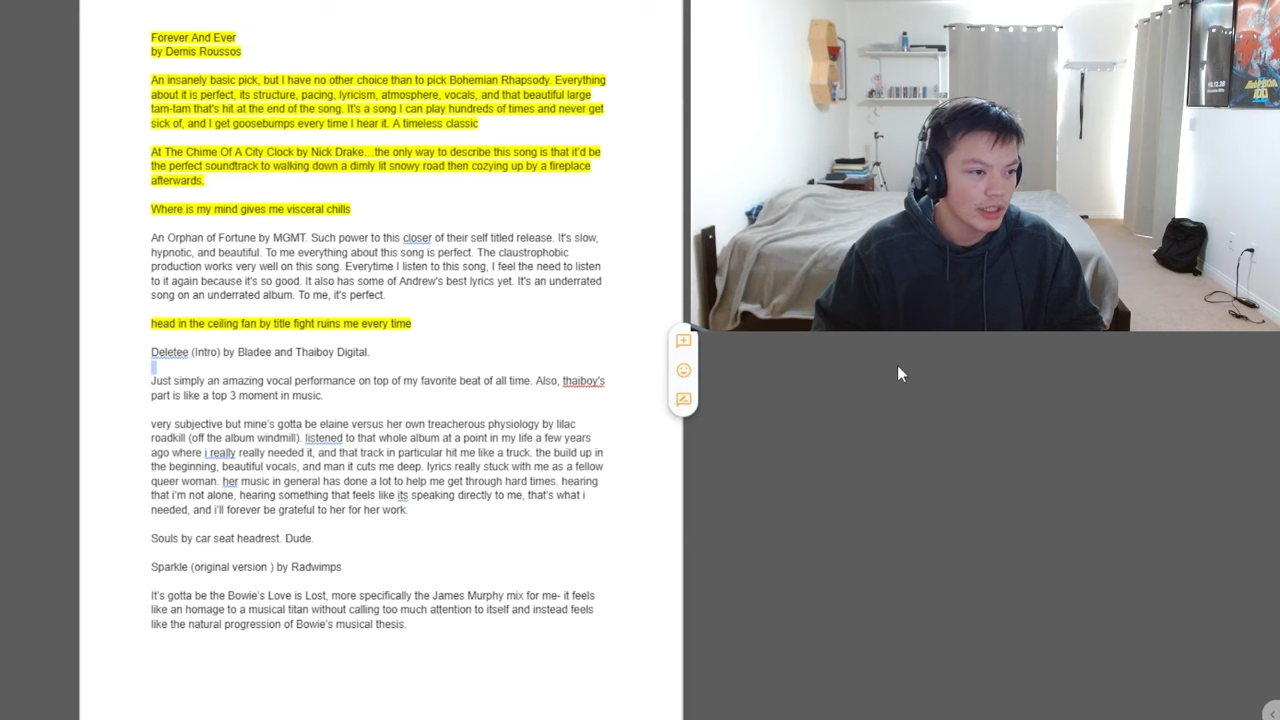 Forever And Ever
by Demis Roussos
An insanely basic pick, but I have no other choice than to pick Bohemian Rhapsody. Everything
about it is perfect, its structure, pacing, lyricism, atmosphere, vocals, and that beautiful large
tam-tam that's hit at the end of the song. It's a song I can play hundreds of times and never get
sick of, and I get goosebumps every time I hear it. A timeless classic
At The Chime Of A City Clock by Nick Drake…the only way to describe this song is that it'd be
the perfect soundtrack to walking down a dimly lit snowy road then cozying up by a fireplace
afterwards.
Where is my mind gives me visceral chills
An Orphan of Fortune by MGMT. Such power to this closer of their self titled release. It's slow,
hypnotic, and beautiful. To me everything about this song is perfect. The claustrophobic
production works very well on this song. Everytime I listen to this song, I feel the need to listen
to it again because it's so good. It also has some of Andrew's best lyrics yet. It's an underrated
song on an underrated album. To me, it's perfect.
head in the ceiling fan by title fight ruins me every time
Deletee (Intro) by Bladee and Thaiboy Digital.
Just simply an amazing vocal performance on top of my favorite beat of all time. Also, thaiboy's
part is like a top 3 moment in music.
very subjective but mine's gotta be elaine versus her own treacherous physiology by lilac
roadkill (off the album windmill). listened to that whole album at a point in my life a few years
ago where i really really needed it, and that track in particular hit me like a truck. the build up in
the beginning, beautiful vocals, and man it cuts me deep. lyrics really stuck with me as a fellow
queer woman. her music in general has done a lot to help me get through hard times. hearing
that i'm not alone, hearing something that feels like its speaking directly to me, that's what i
needed, and i'll forever be grateful to her for her work.
Souls by car seat headrest. Dude.
Sparkle (original version ) by Radwimps
It's gotta be the Bowie's Love is Lost, more specifically the James Murphy mix for me- it feels
like an homage to a musical titan without calling too much attention to itself and instead feels
like the natural progression of Bowie's musical thesis.